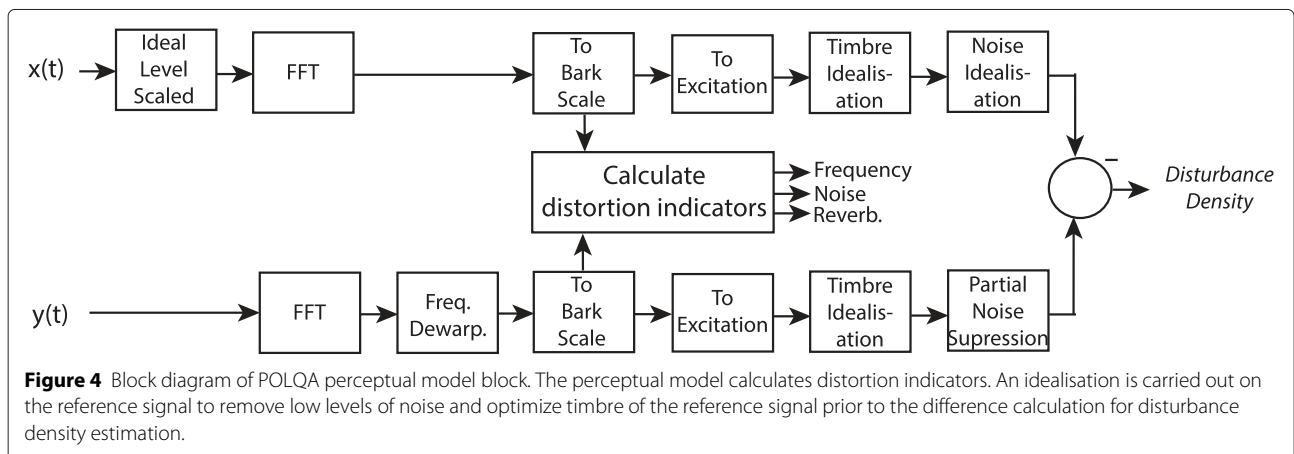 x(t)
Ideal
Level
Scaled
FFT
To
Bark
Scale
To
Excitation
Timbre
Idealis-
ation
Noise
Idealis-
ation
Calculate
distortion indicators
Frequency
Noise
Reverb.
–
Disturbance
Density
y(t)
FFT
Freq.
Dewarp.
To
Bark
Scale
To
Excitation
Timbre
Idealis-
ation
Partial
Noise
Supression
Figure 4 Block diagram of POLQA perceptual model block. The perceptual model calculates distortion indicators. An idealisation is carried out on
the reference signal to remove low levels of noise and optimize timbre of the reference signal prior to the difference calculation for disturbance
density estimation.